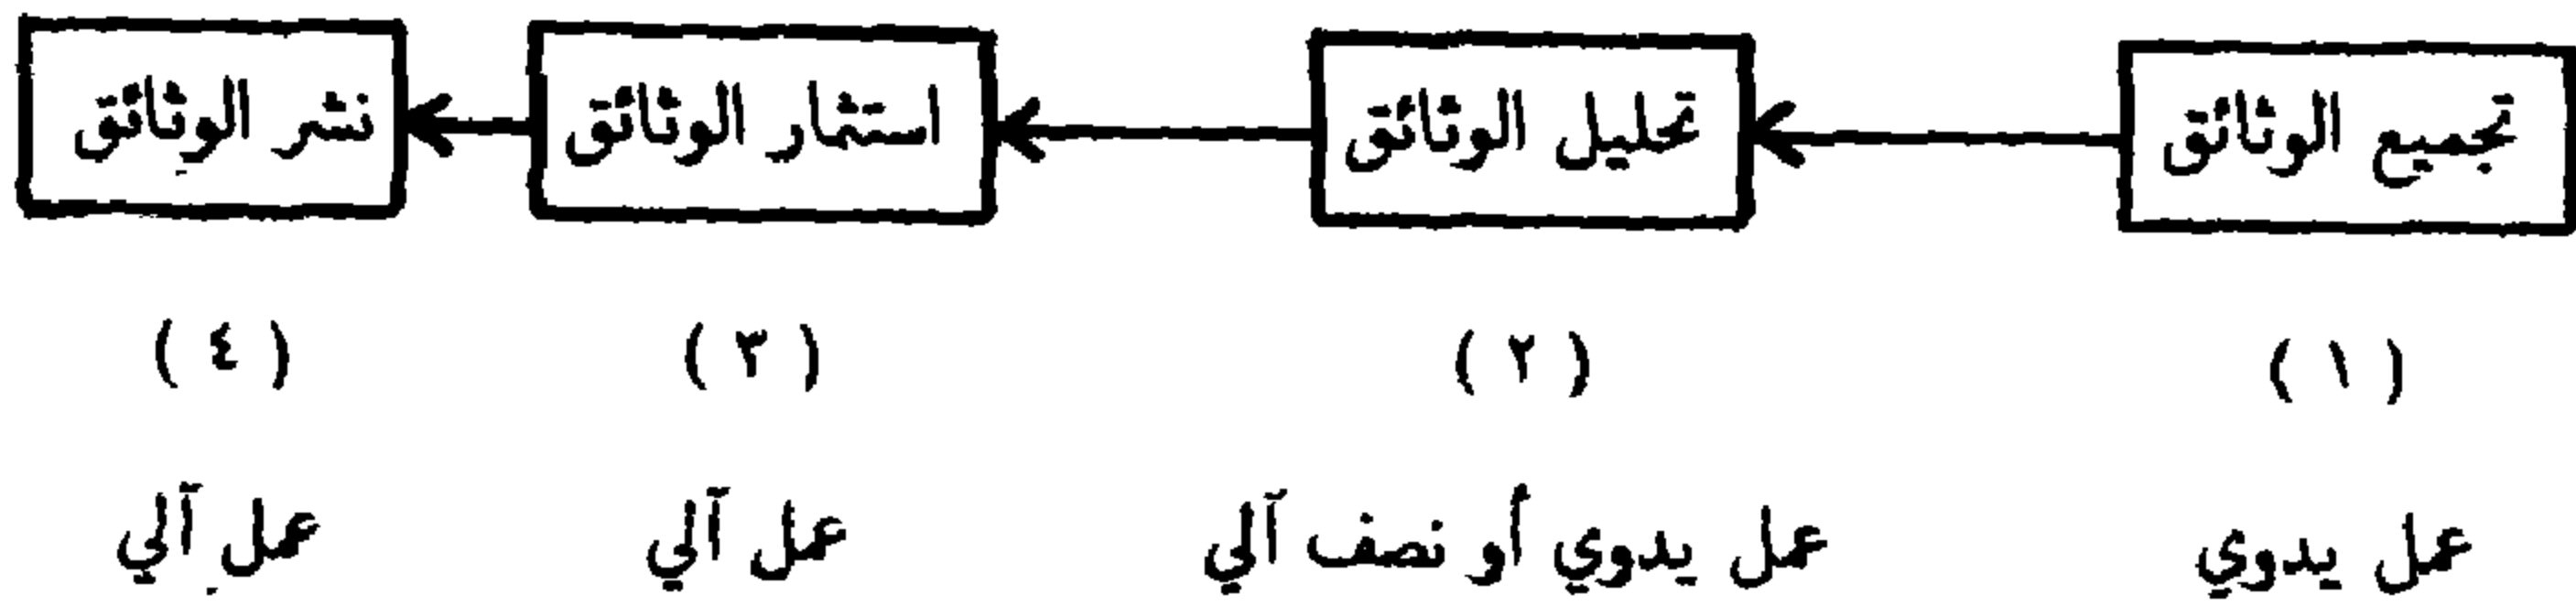 تجميع الوثائق تحليل الوثائق استثمار الوثائق نشر الوثائق
( ١ ) ( ٢ ) ( ٣ ) ( ٤ )
عمل يدوي عمل يدوي أو نصف آلي عمل آلي عمل آلي